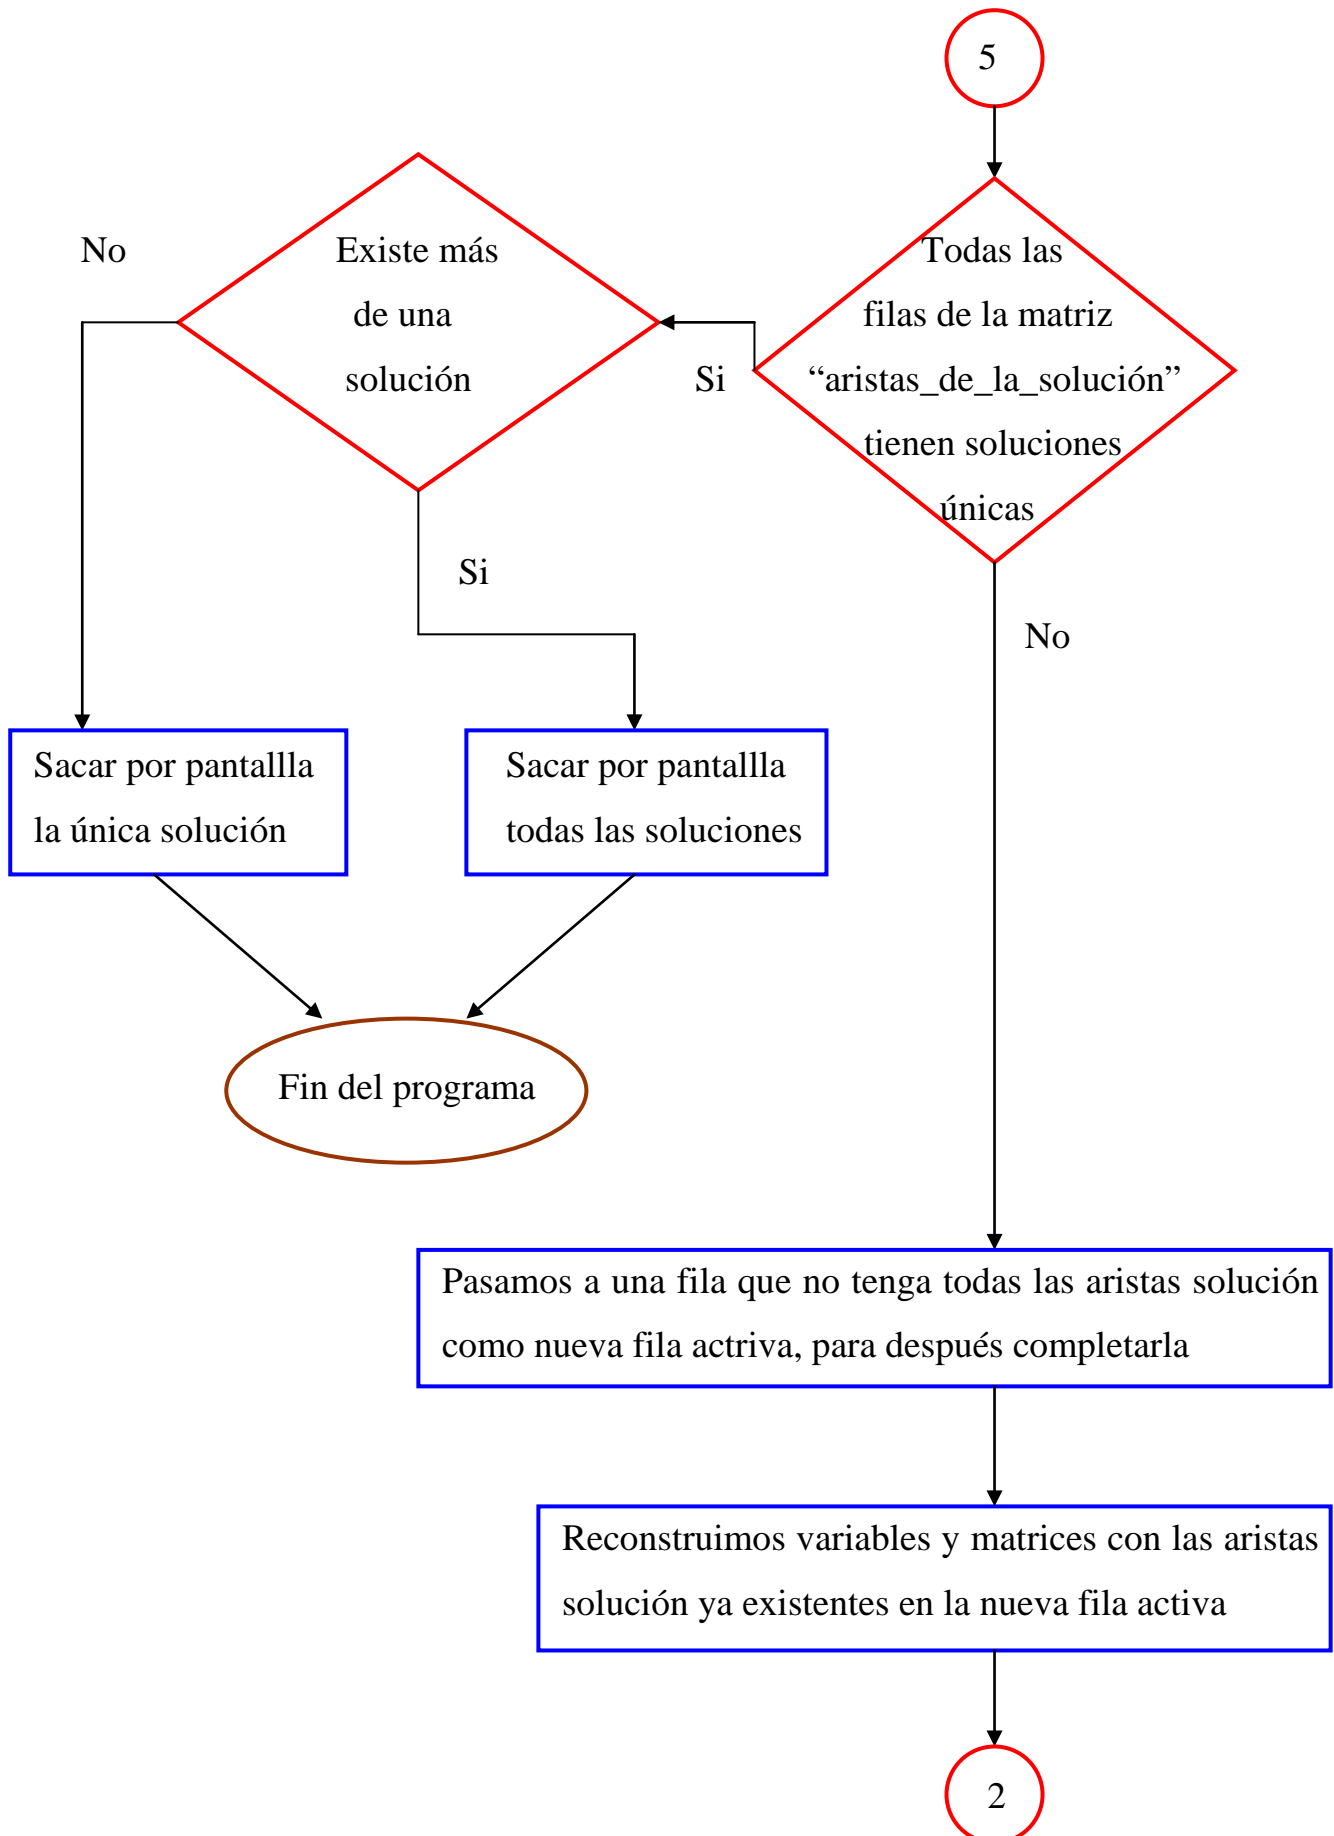 5
Todas las
filas de la matriz
“aristas_de_la_solución”
tienen soluciones
únicas
Si
No
Existe más
de una
solución
No
Si
Sacar por pantallla
la única solución
Sacar por pantallla
todas las soluciones
Fin del programa
Pasamos a una fila que no tenga todas las aristas solución
como nueva fila actriva, para después completarla
Reconstruimos variables y matrices con las aristas
solución ya existentes en la nueva fila activa
2